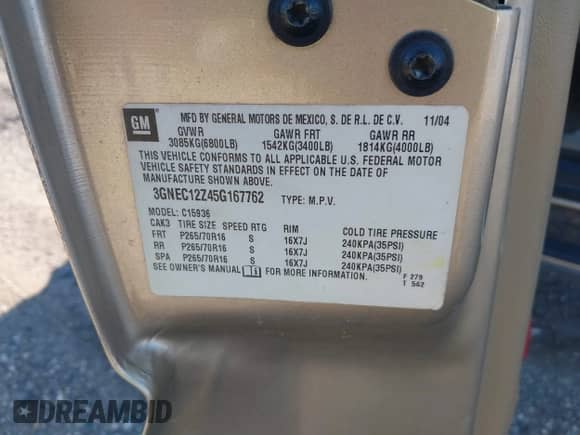 GM
MFD BY GENERAL MOTORS DE MEXICO, S. DE R.L. DE C.V. 11/04
GVWR GAWR FRT GAWR RR
3085KG(6800LB) 1542KG(3400LB) 1814KG(4000LB)
THIS VEHICLE CONFORMS TO ALL APPLICABLE U.S. FEDERAL MOTOR
VEHICLE SAFETY STANDARDS IN EFFECT ON THE DATE OF
MANUFACTURE SHOWN ABOVE.
3GNEC12Z45G167762 TYPE: M.P.V.
MODEL: C15936
CAK3 TIRE SIZE SPEED RTG RIM COLD TIRE PRESSURE
FRT P265/70R16 S 16X7J 240KPA(35PSI)
RR P265/70R16 S 16X7J 240KPA(35PSI)
SPA P265/70R16 S 16X7J 240KPA(35PSI)
SEE OWNER'S MANUAL FOR MORE INFORMATION.
F 279
1 562
DREAMBID